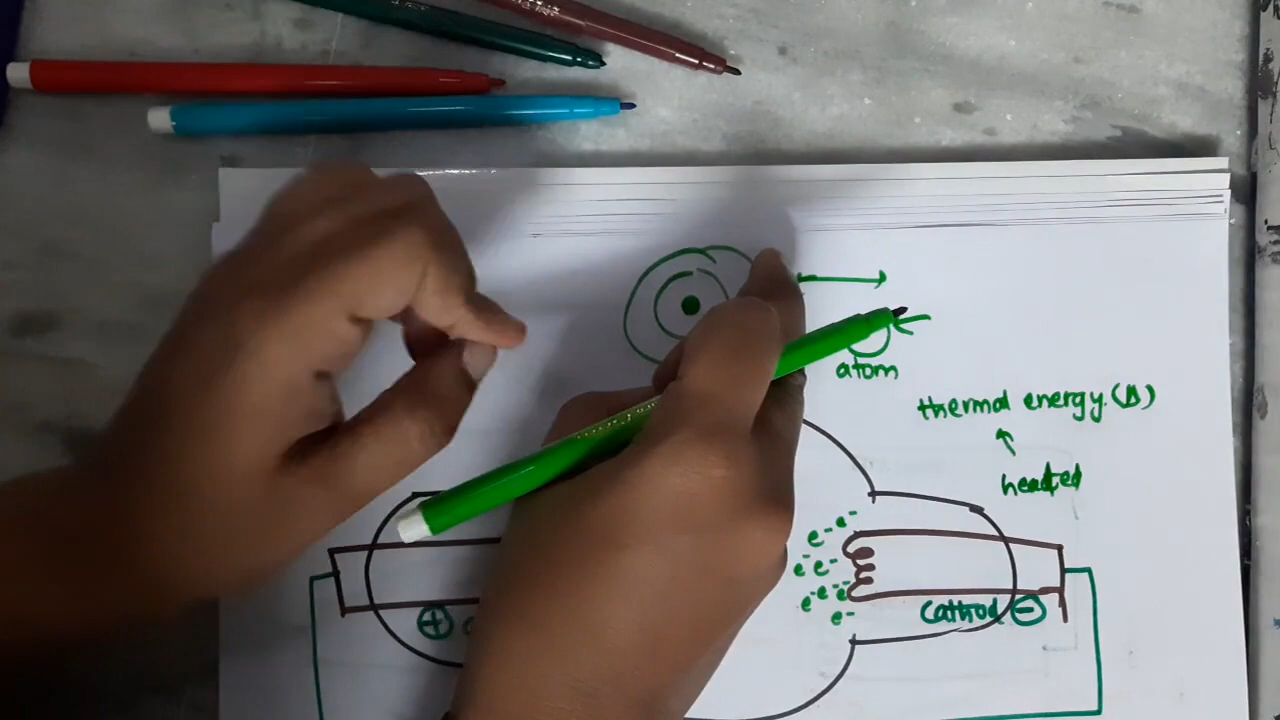 atom
thermal energy.(Δ)
heated
e⁻ e⁻
e⁻ e⁻
e⁻ e⁻ e⁻
e⁻
Cathod ⊖
⊕